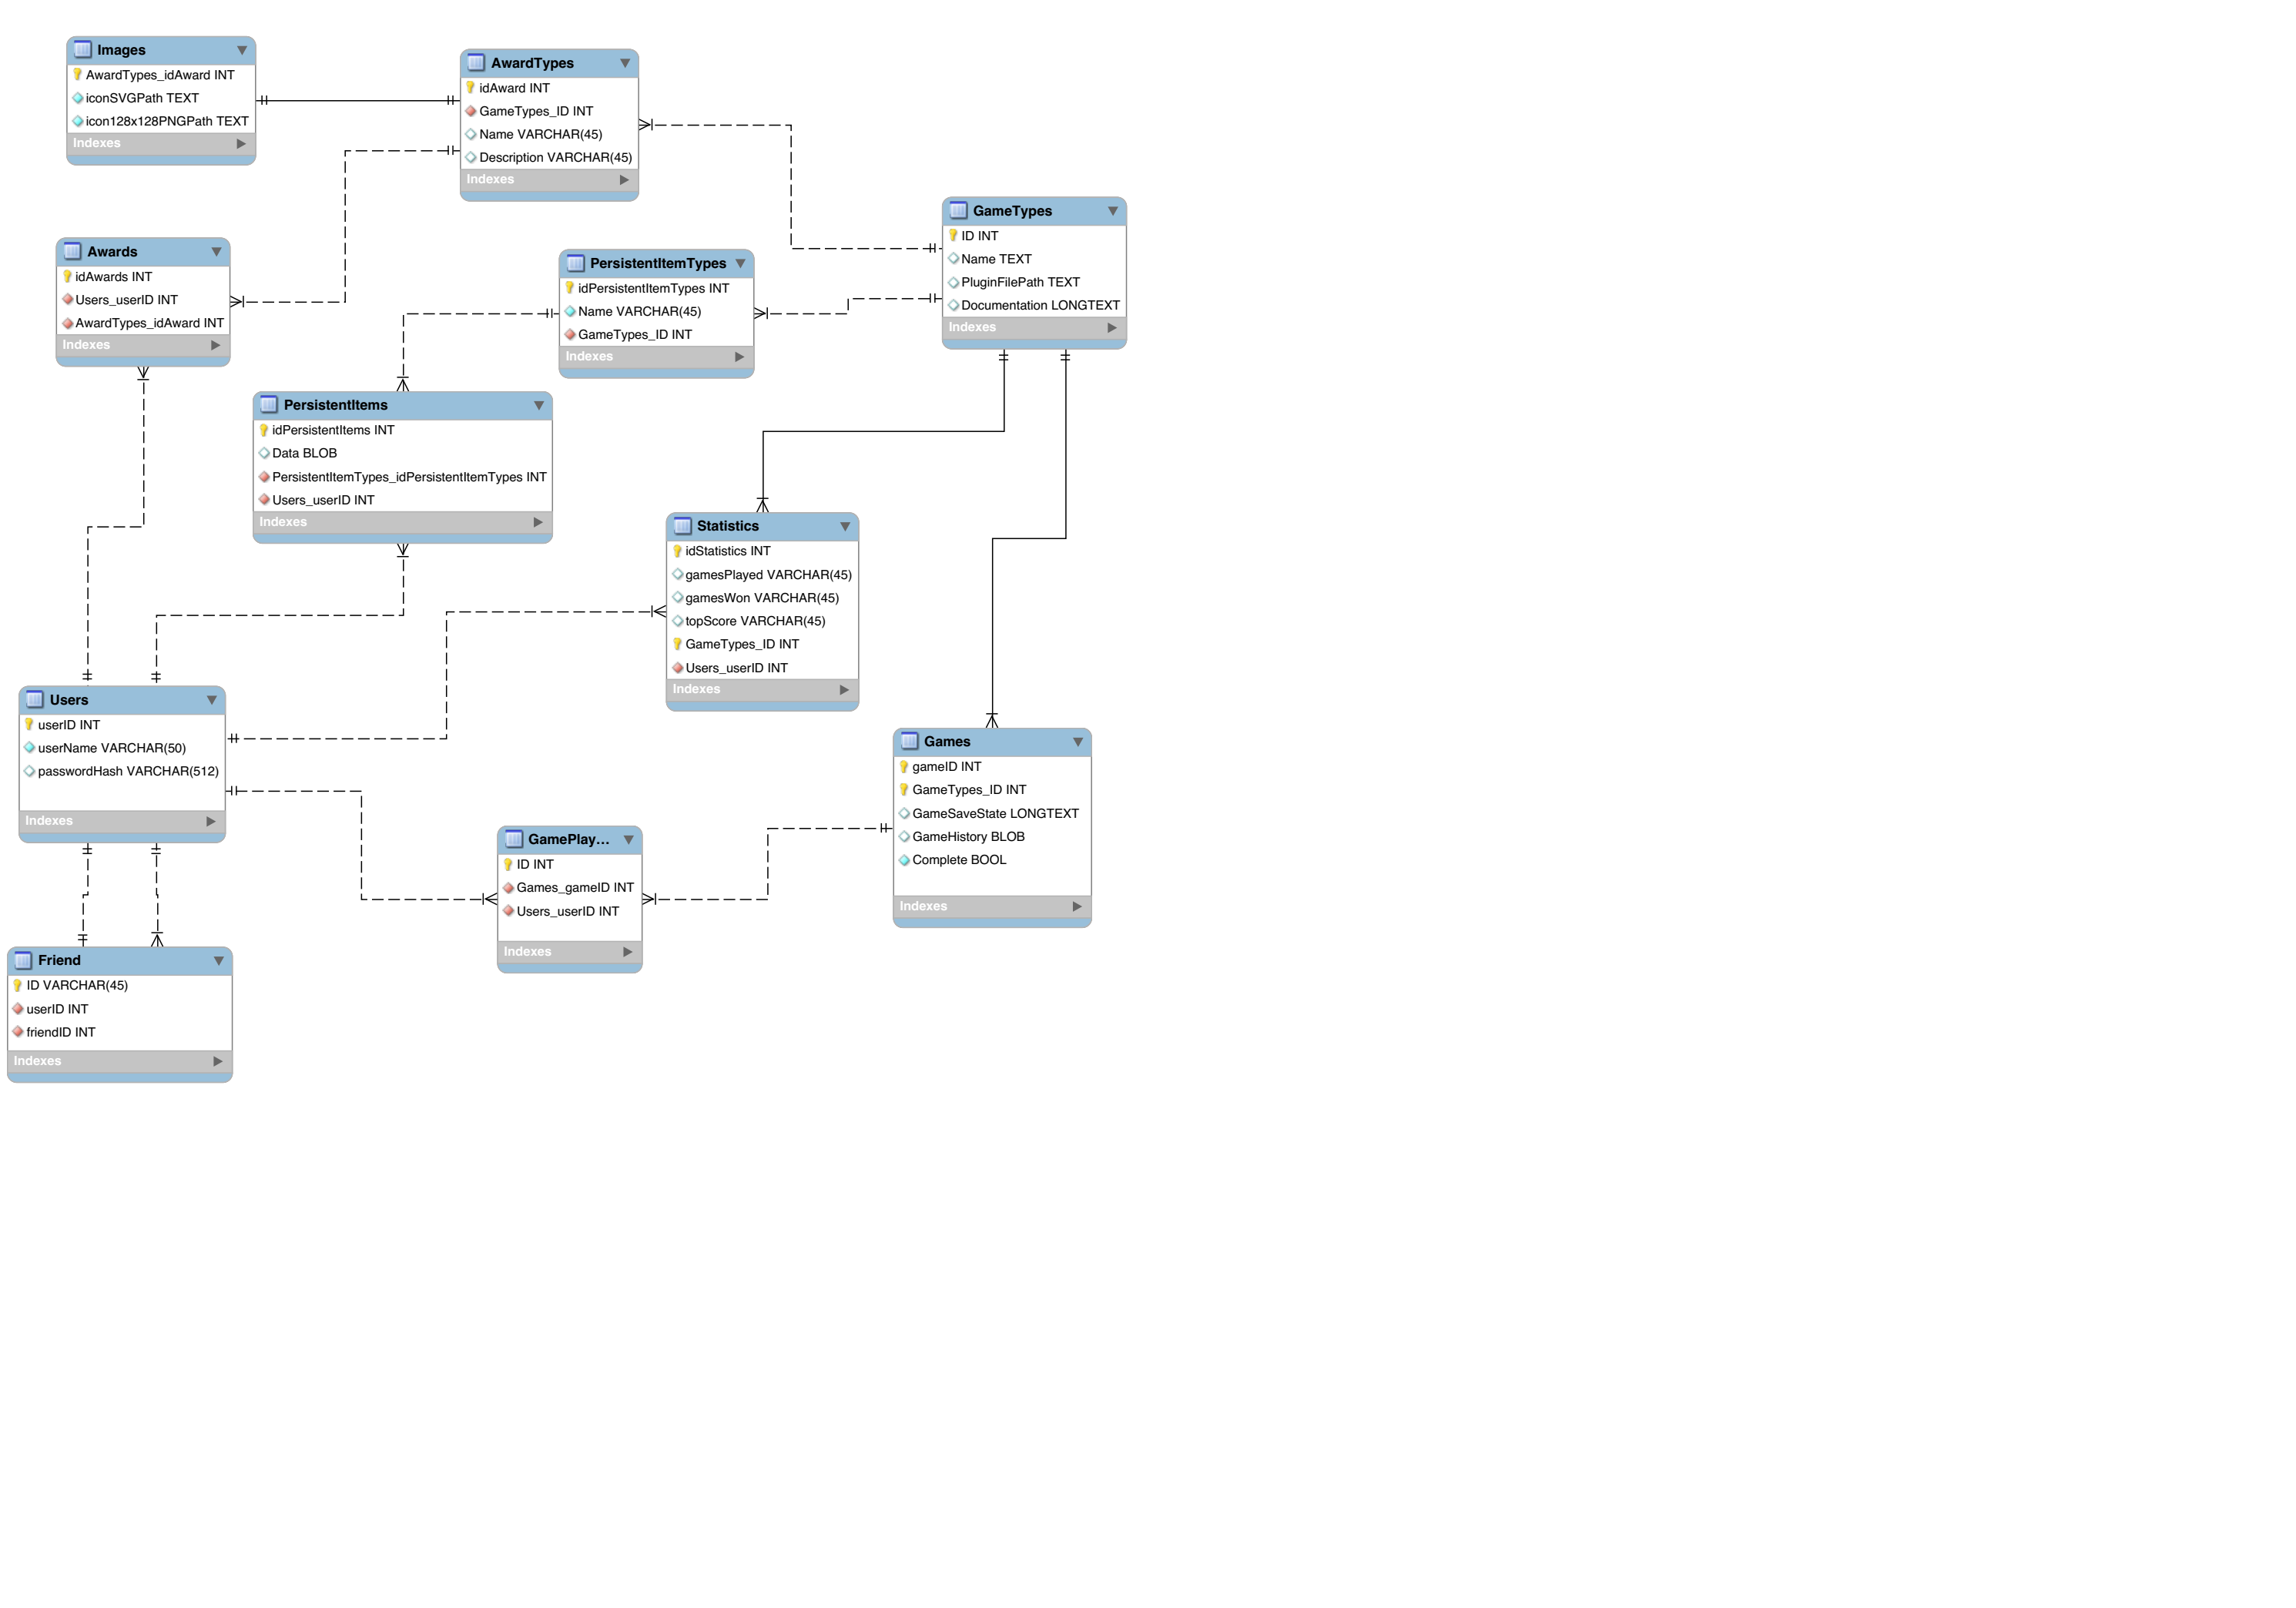 Images
AwardTypes_idAward INT
iconSVGPath TEXT
icon128x128PNGPath TEXT
Indexes
AwardTypes
idAward INT
GameTypes_ID INT
Name VARCHAR(45)
Description VARCHAR(45)
Indexes
GameTypes
ID INT
Name TEXT
PluginFilePath TEXT
Documentation LONGTEXT
Indexes
Awards
idAwards INT
Users_userID INT
AwardTypes_idAward INT
Indexes
PersistentItemTypes
idPersistentItemTypes INT
Name VARCHAR(45)
GameTypes_ID INT
Indexes
PersistentItems
idPersistentItems INT
Data BLOB
PersistentItemTypes_idPersistentItemTypes INT
Users_userID INT
Indexes
Statistics
idStatistics INT
gamesPlayed VARCHAR(45)
gamesWon VARCHAR(45)
topScore VARCHAR(45)
GameTypes_ID INT
Users_userID INT
Indexes
Users
userID INT
userName VARCHAR(50)
passwordHash VARCHAR(512)
Indexes
Games
gameID INT
GameTypes_ID INT
GameSaveState LONGTEXT
GameHistory BLOB
Complete BOOL
Indexes
GamePlay...
ID INT
Games_gameID INT
Users_userID INT
Indexes
Friend
ID VARCHAR(45)
userID INT
friendID INT
Indexes